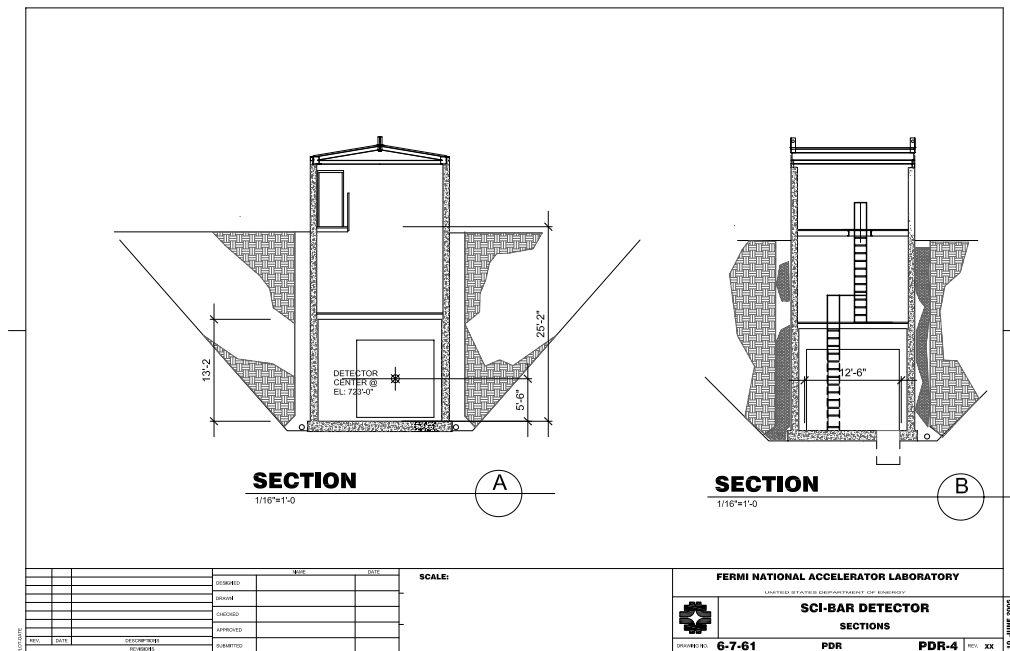 13'-2
DETECTOR
CENTER @
EL: 723'-0"
25'-2"
5'-6"
12'-6"
SECTION
A
1/16"=1'-0
SECTION
B
1/16"=1'-0
NAME DATE
DESIGNED
DRAWN
CHECKED
APPROVED
SUBMITTED
REV. DATE DESCRIPTIONS
REVISIONS
SCALE:
FERMI NATIONAL ACCELERATOR LABORATORY
UNITED STATES DEPARTMENT OF ENERGY
SCI-BAR DETECTOR
SECTIONS
DRAWING NO. 6-7-61 PDR PDR-4 REV. XX
10 JUNE 2005